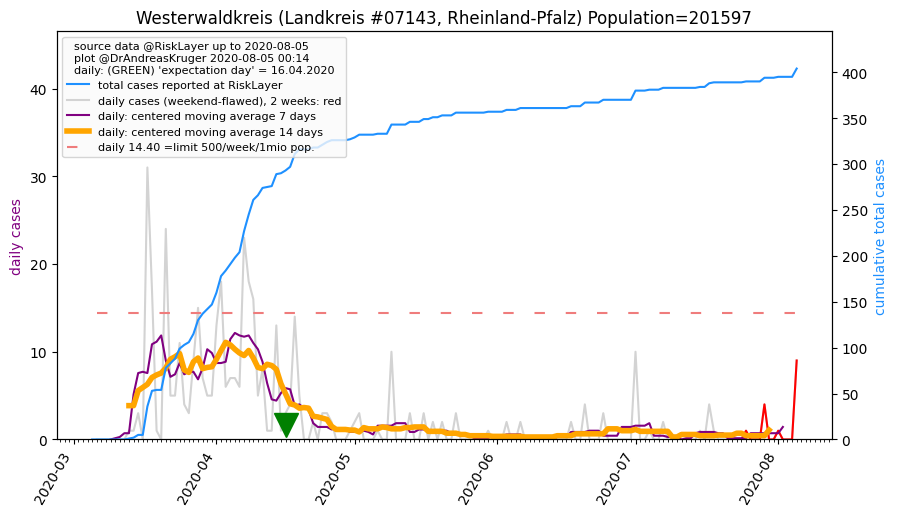 Westerwaldkreis (Landkreis #07143, Rheinland-Pfalz) Population=201597
source data @RiskLayer up to 2020-08-05
plot @DrAndreasKruger 2020-08-05 00:14
daily: (GREEN) 'expectation day' = 16.04.2020
total cases reported at RiskLayer
daily cases (weekend-flawed), 2 weeks: red
daily: centered moving average 7 days
daily: centered moving average 14 days
daily 14.40 =limit 500/week/1mio pop.
daily cases
40
30
20
10
0
cumulative total cases
400
350
300
250
200
150
100
50
0
2020-03
2020-04
2020-05
2020-06
2020-07
2020-08